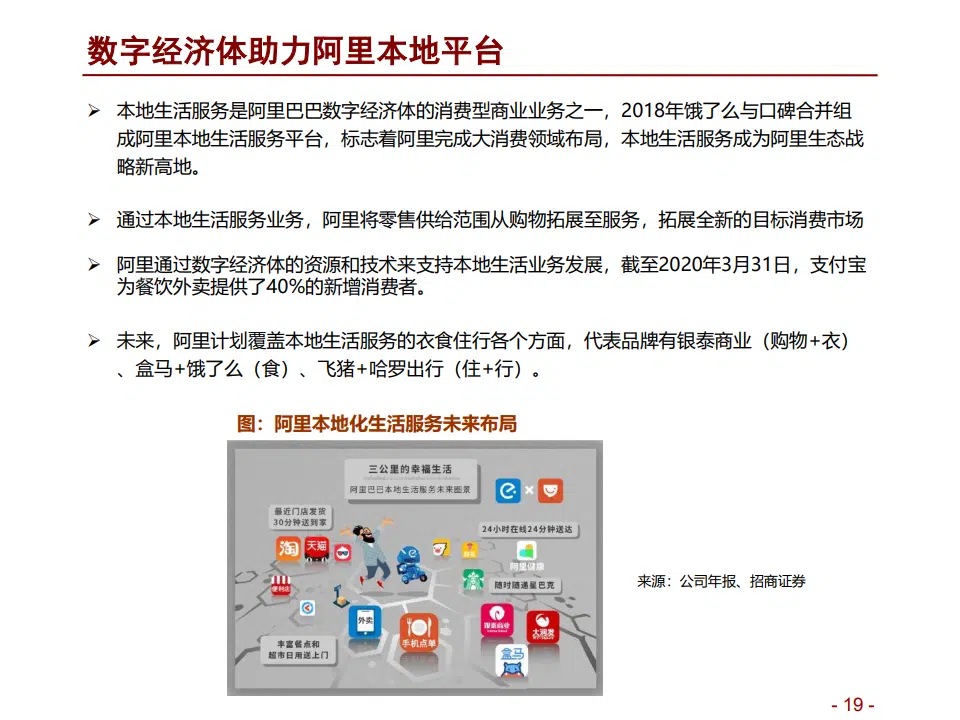 数字经济体助力阿里本地平台
➢ 本地生活服务是阿里巴巴数字经济体的消费型商业业务之一，2018年饿了么与口碑合并组
成阿里本地生活服务平台，标志着阿里完成大消费领域布局，本地生活服务成为阿里生态战
略新高地。
➢ 通过本地生活服务业务，阿里将零售供给范围从购物拓展至服务，拓展全新的目标消费市场
➢ 阿里通过数字经济体的资源和技术来支持本地生活业务发展，截至2020年3月31日，支付宝
为餐饮外卖提供了40%的新增消费者。
➢ 未来，阿里计划覆盖本地生活服务的衣食住行各个方面，代表品牌有银泰商业（购物+衣）
、盒马+饿了么（食）、飞猪+哈罗出行（住+行）。
图：阿里本地化生活服务未来布局
三公里的幸福生活
阿里巴巴本地生活服务未来图景
最近门店发货
30分钟送到家
24小时在线24分钟送达
淘
天猫
阿里健康
随时随递星巴克
便利店
外卖
手机点单
银泰商业
大润发
盒马
丰富餐点和
超市日用送上门
来源：公司年报、招商证券
- 19 -